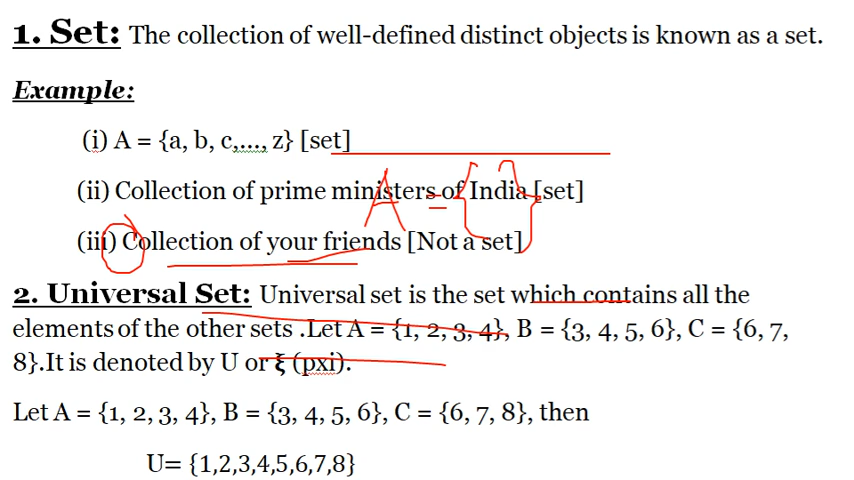 1. Set: The collection of well-defined distinct objects is known as a set.
Example:
(i) A = {a, b, c,..., z} [set]
(ii) Collection of prime ministers of India [set]
A = { }
(iii) Collection of your friends [Not a set]
2. Universal Set: Universal set is the set which contains all the
elements of the other sets .Let A = {1, 2, 3, 4}, B = {3, 4, 5, 6}, C = {6, 7,
8}.It is denoted by U or ξ (pxi).
Let A = {1, 2, 3, 4}, B = {3, 4, 5, 6}, C = {6, 7, 8}, then
U= {1,2,3,4,5,6,7,8}